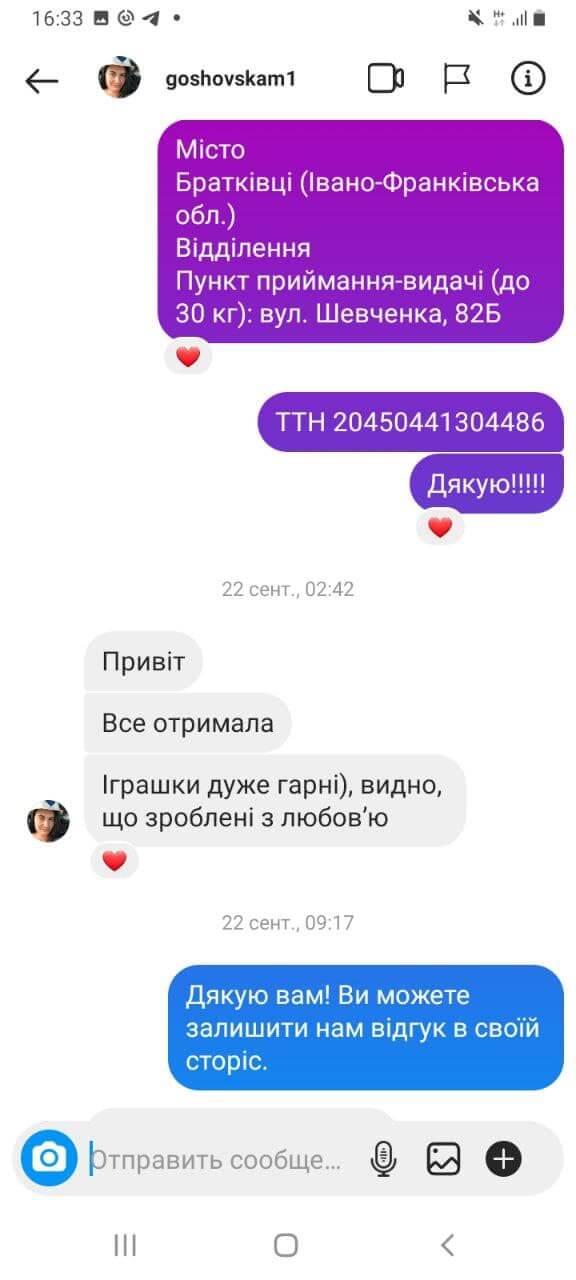 16:33
goshovskam1
Місто
Братківці (Івано-Франківська
обл.)
Відділення
Пункт приймання-видачі (до
30 кг): вул. Шевченка, 82Б
ТТН 20450441304486
Дякую!!!!!
22 сент., 02:42
Привіт
Все отримала
Іграшки дуже гарні), видно,
що зроблені з любов’ю
22 сент., 09:17
Дякую вам! Ви можете
залишити нам відгук в своїй
сторіс.
Отправить сообще...